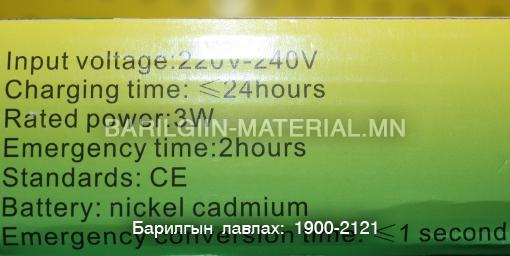 Input voltage:220V-240V
Charging time: ≤24hours
Rated power:3W
BARILGIIN-MATERIAL.MN
Emergency time:2hours
Standards: CE
Battery: nickel cadmium
Emergency conversion time: ≤1 second
Барилгын лавлах: 1900-2121